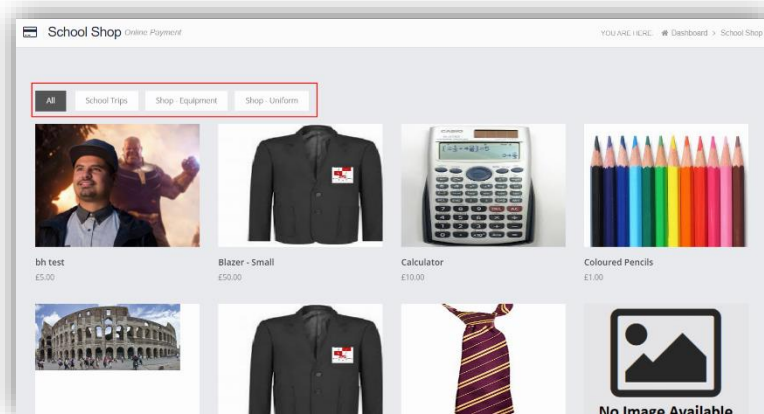 School Shop Online Payment
YOU ARE HERE: Dashboard > School Shop
All School Trips Shop - Equipment Shop - Uniform
CASIO
bh test Blazer - Small Calculator Coloured Pencils
£5.00 £50.00 £10.00 £1.00
No Image Available